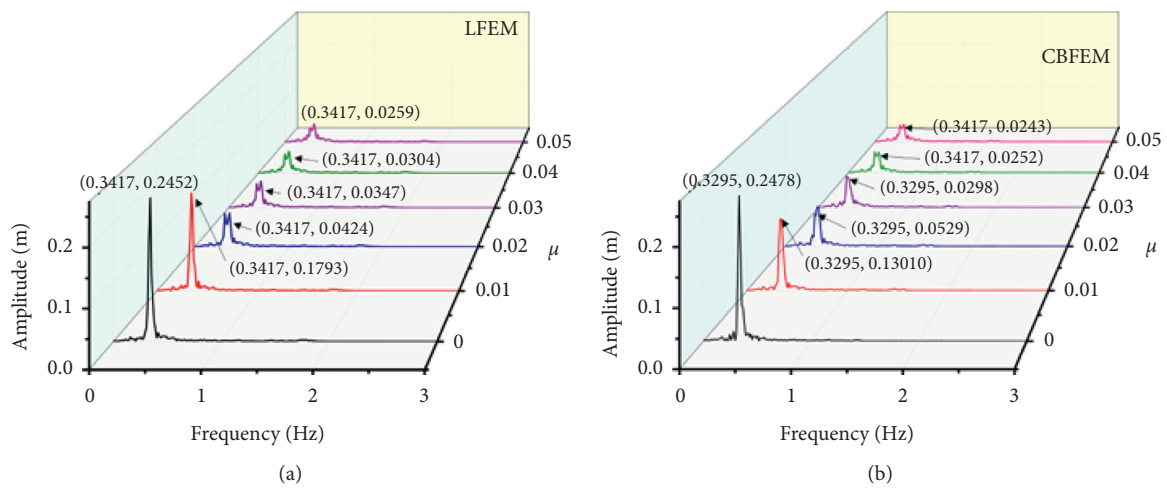 LFEM
(0.3417, 0.0259)
(0.3417, 0.0304)
(0.3417, 0.2452)
(0.3417, 0.0347)
(0.3417, 0.0424)
(0.3417, 0.1793)
0.05
0.04
0.03
0.02
0.01
0
μ
Amplitude (m)
0.2
0.1
0.0
0 1 2 3
Frequency (Hz)
(a)
CBFEM
(0.3417, 0.0243)
(0.3417, 0.0252)
(0.3295, 0.2478)
(0.3295, 0.0298)
(0.3295, 0.0529)
(0.3295, 0.13010)
0.05
0.04
0.03
0.02
0.01
0
μ
Amplitude (m)
0.2
0.1
0.0
0 1 2 3
Frequency (Hz)
(b)